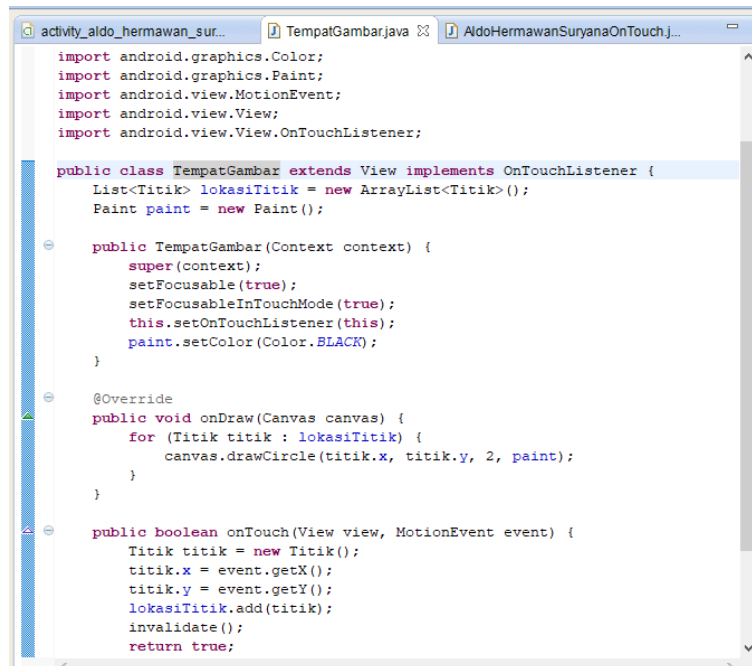 activity_aldo_hermawan_sur... TempatGambar.java AldoHermawanSuryanaOnTouch.j...
import android.graphics.Color;
import android.graphics.Paint;
import android.view.MotionEvent;
import android.view.View;
import android.view.View.OnTouchListener;
public class TempatGambar extends View implements OnTouchListener {
List<Titik> lokasiTitik = new ArrayList<Titik>();
Paint paint = new Paint();
public TempatGambar(Context context) {
super(context);
setFocusable(true);
setFocusableInTouchMode(true);
this.setOnTouchListener(this);
paint.setColor(Color.BLACK);
}
@Override
public void onDraw(Canvas canvas) {
for (Titik titik : lokasiTitik) {
canvas.drawCircle(titik.x, titik.y, 2, paint);
}
}
public boolean onTouch(View view, MotionEvent event) {
Titik titik = new Titik();
titik.x = event.getX();
titik.y = event.getY();
lokasiTitik.add(titik);
invalidate();
return true;